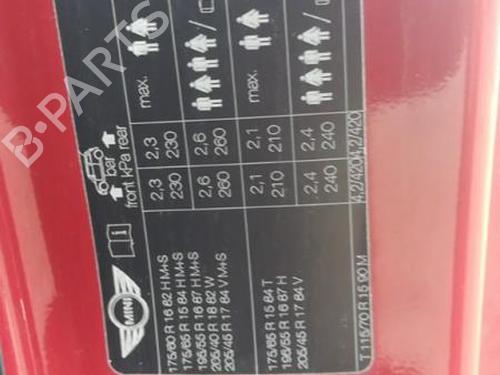 B-PARTS
max.
max.
bar
front kPa rear
2,3 2,3
230 230
2,6 2,6
260 260
2,1 2,1
210 210
2,4 2,4
240 240
4,2/420 4,2/420
MINI
175/60 R 16 82 H M+S
175/65 R 15 84 H M+S
195/55 R 16 87 H M+S
205/40 R 18 82 W
205/45 R 17 84 V M+S
175/65 R 15 84 T
195/55 R 16 87 H
205/45 R 17 84 V
T 115/70 R 15 90 M